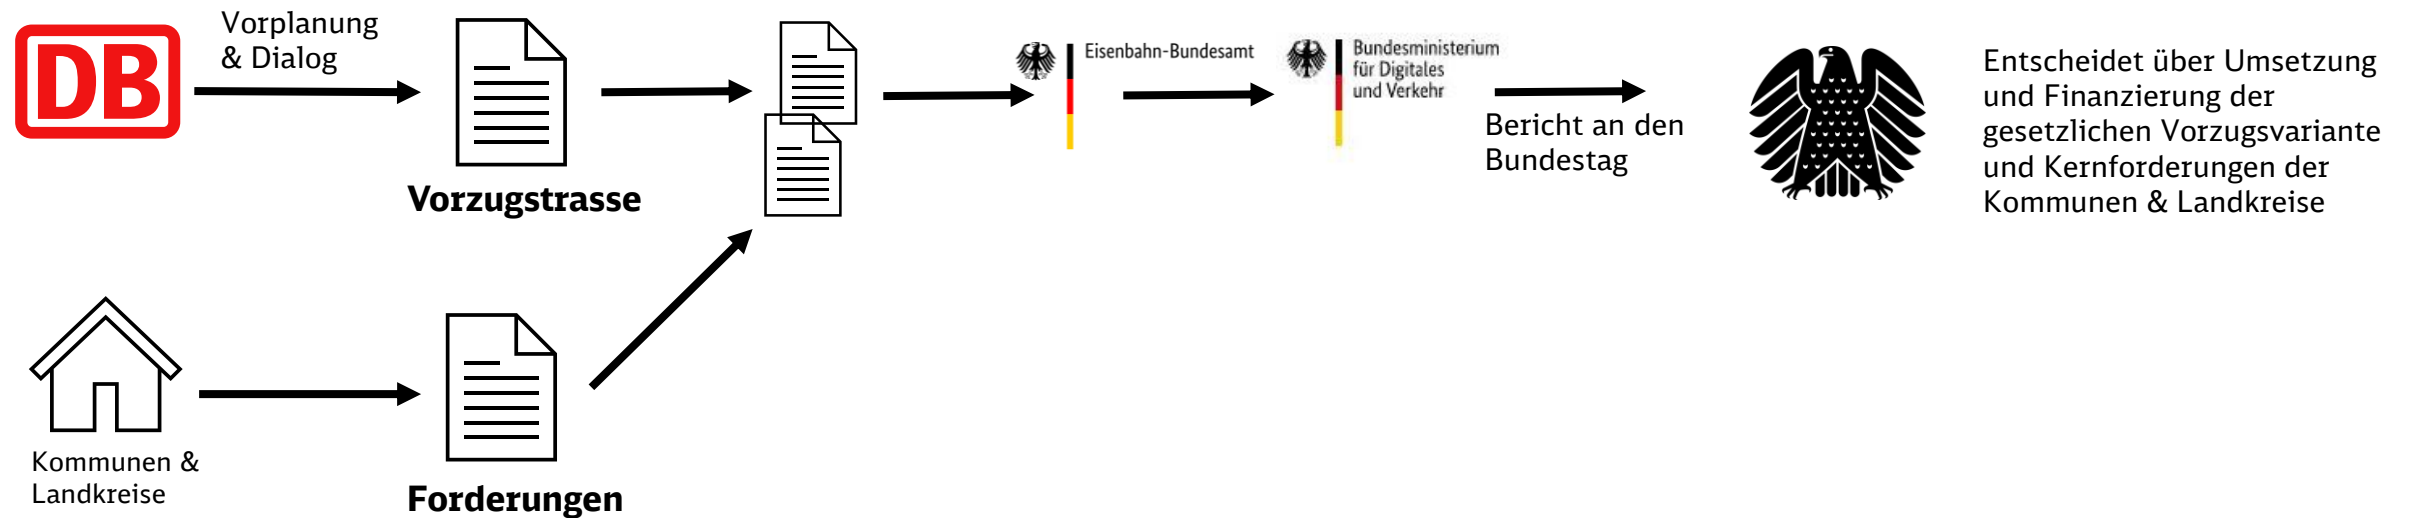 DB
Vorplanung
& Dialog
Vorzugstrasse
Eisenbahn-Bundesamt
Bundesministerium
für Digitales
und Verkehr
Bericht an den
Bundestag
Entscheidet über Umsetzung
und Finanzierung der
gesetzlichen Vorzugsvariante
und Kernforderungen der
Kommunen & Landkreise
Kommunen &
Landkreise
Forderungen